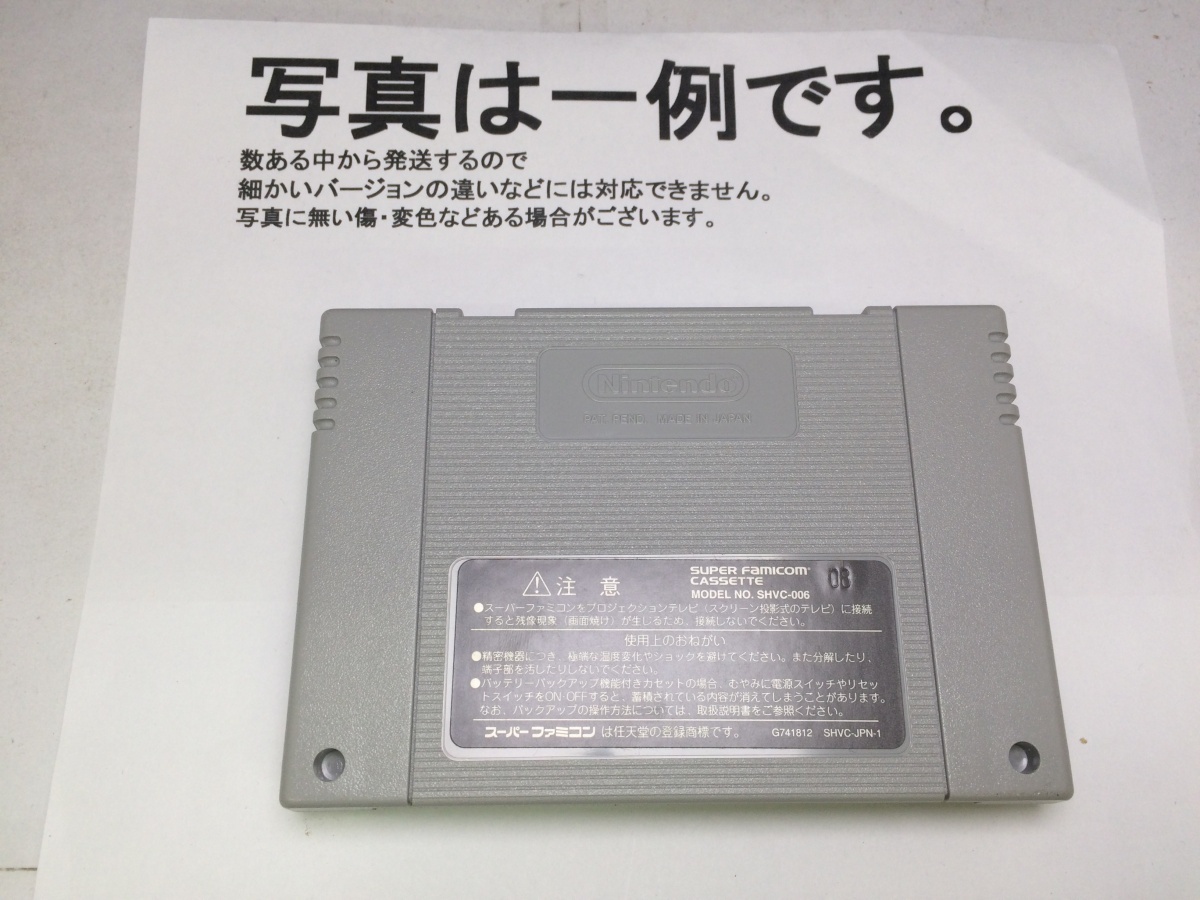 写真は一例です。
数ある中から発送するので
細かいバージョンの違いなどには対応できません。
写真に無い傷・変色などある場合がございます。
Nintendo
PAT. PEND. MADE IN JAPAN
⚠注 意
SUPER FAMICOM
CASSETTE
MODEL NO. SHVC-006
08
●スーパーファミコンをプロジェクションテレビ(スクリーン投影式のテレビ)に接続
すると残像現象(画面焼け)が生じるため、接続しないでください。
使用上のおねがい
●精密機器につき、極端な温度変化やショックを避けてください。また分解したり、
端子部を汚したりしないでください。
●バッテリーバックアップ機能付きカセットの場合、むやみに電源スイッチやリセッ
トスイッチをON・OFFすると、蓄積されている内容が消えてしまうことがあります。
なお、バックアップの操作方法については、取扱説明書をご参照ください。
スーパーファミコンは任天堂の登録商標です。 G741812 SHVC-JPN-1